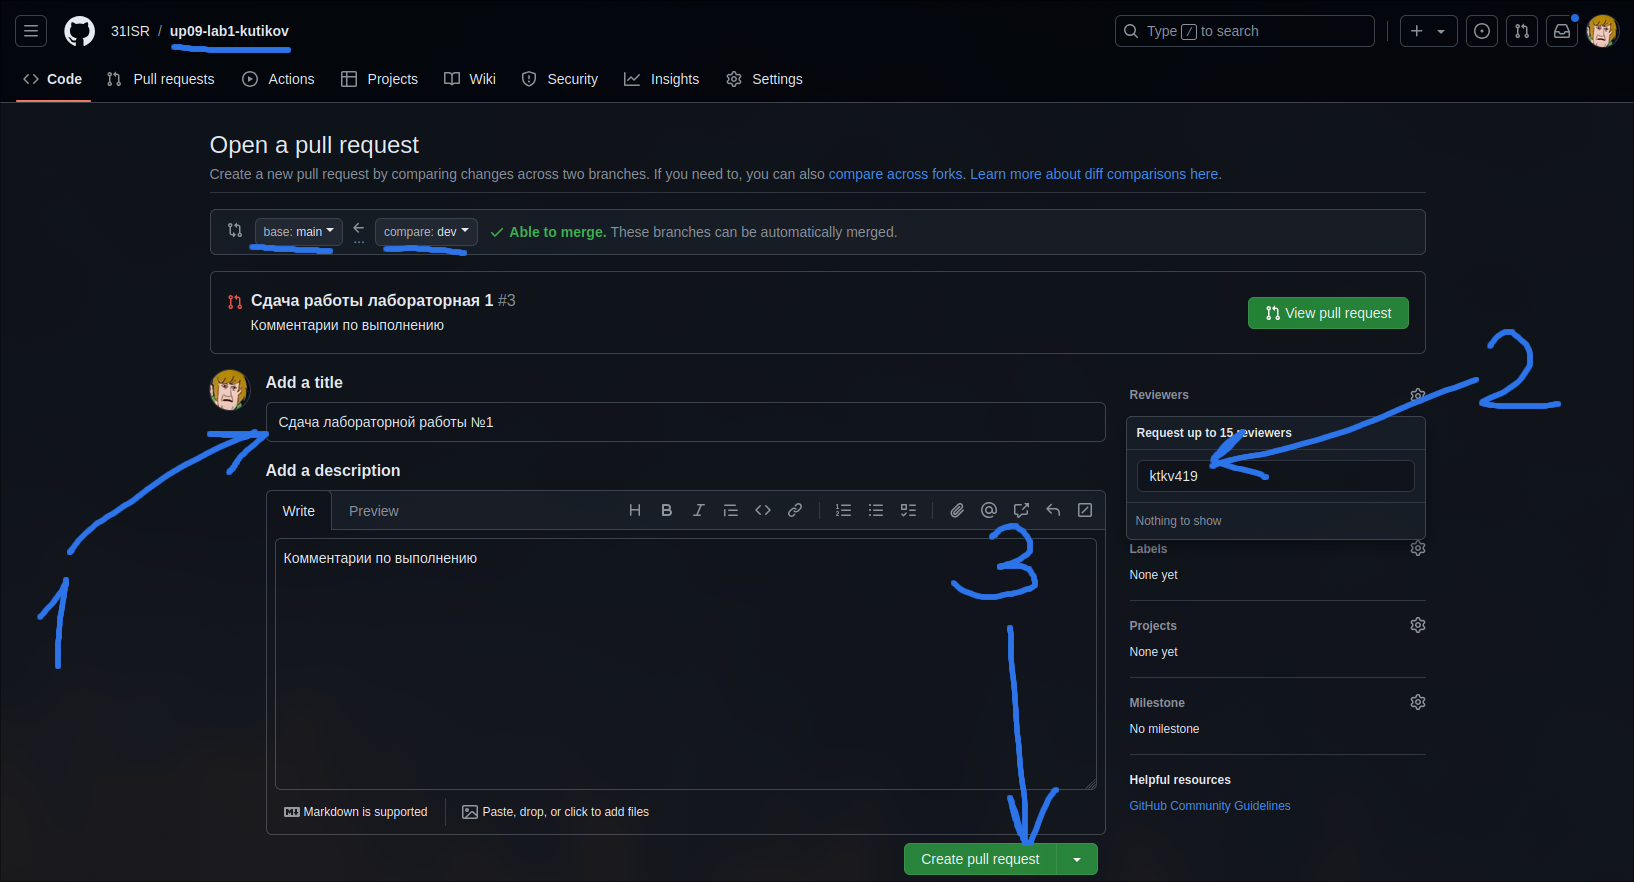 31ISR / up09-lab1-kutikov
Type / to search
Code Pull requests Actions Projects Wiki Security Insights Settings
Open a pull request
Create a new pull request by comparing changes across two branches. If you need to, you can also compare across forks. Learn more about diff comparisons here.
base: main compare: dev Able to merge. These branches can be automatically merged.
Сдача работы лабораторная 1 #3
Комментарии по выполнению
View pull request
2
Add a title
Сдача лабораторной работы №1
1
Add a description
Write Preview
Комментарии по выполнению
3
Markdown is supported
Paste, drop, or click to add files
Create pull request
Reviewers
Request up to 15 reviewers
ktkv419
Nothing to show
Labels
None yet
Projects
None yet
Milestone
No milestone
Helpful resources
GitHub Community Guidelines